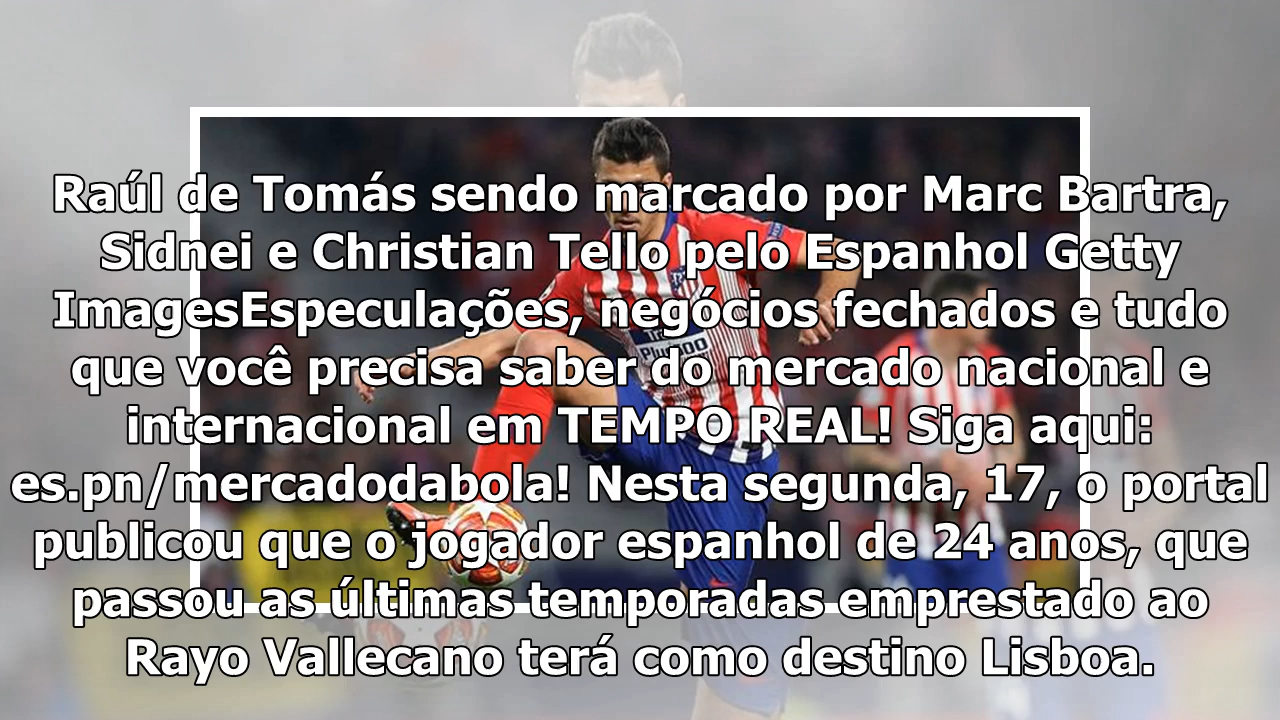 Raúl de Tomás sendo marcado por Marc Bartra,
Sidnei e Christian Tello pelo Espanhol Getty
ImagesEspeculações, negócios fechados e tudo
que você precisa saber do mercado nacional e
internacional em TEMPO REAL! Siga aqui:
es.pn/mercadodabola! Nesta segunda, 17, o portal
publicou que o jogador espanhol de 24 anos, que
passou as últimas temporadas emprestado ao
Rayo Vallecano terá como destino Lisboa.